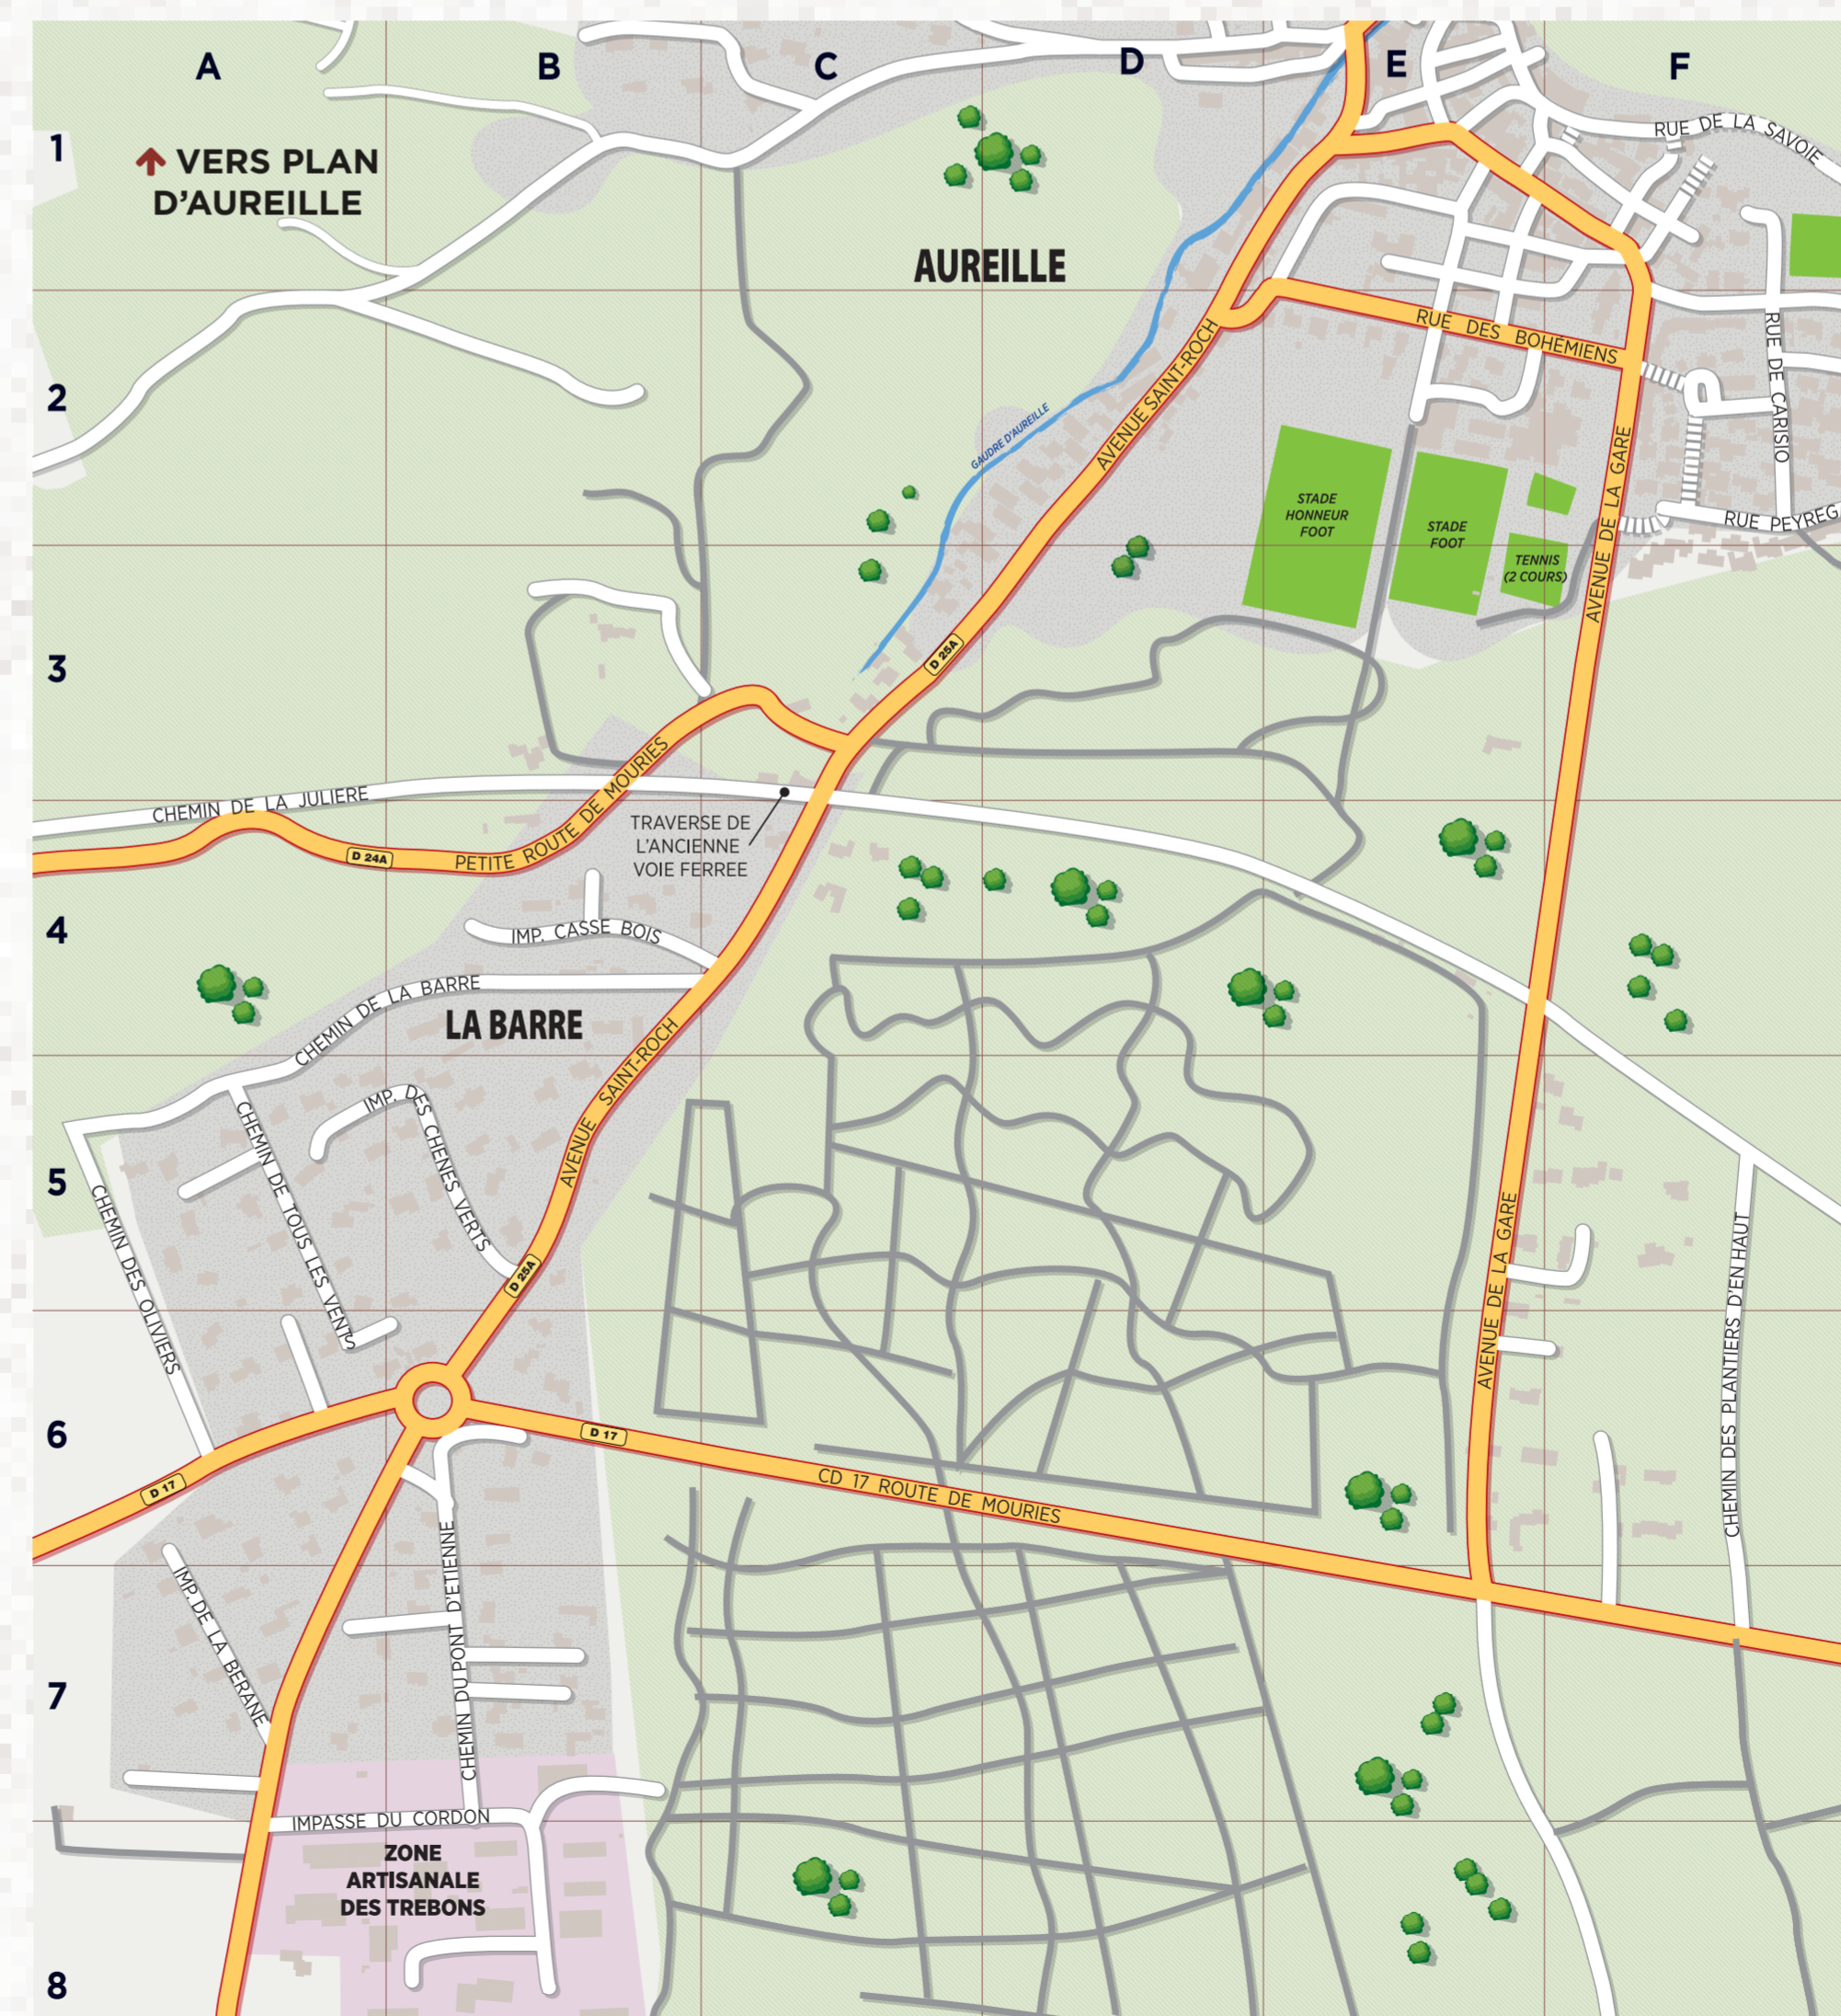 A
B
C
D
E
F
1
2
3
4
5
6
7
8
VERS PLAN
D'AUREILLE
AUREILLE
RUE DE LA SAVOIE
RUE DES BOHÉMIENS
RUE DE CARISIO
AVENUE SAINT-ROCH
GAUDRE D'AUREILLE
AVENUE DE LA GARE
STADE
HONNEUR
FOOT
STADE
FOOT
TENNIS
(2 COURS)
RUE PEYREG
D 25A
PETITE ROUTE DE MOURIES
CHEMIN DE LA JULIERE
D 24A
TRAVERSE DE
L'ANCIENNE
VOIE FERREE
IMP. CASSE BOIS
CHEMIN DE LA BARRE
LA BARRE
AVENUE SAINT-ROCH
IMP. DES CHENES VERTS
CHEMIN DE TOUS LES VENTS
CHEMIN DES OLIVIERS
D 25A
AVENUE DE LA GARE
CHEMIN DES PLANTIERS D'EN HAUT
D 17
D 17
CD 17 ROUTE DE MOURIES
CHEMIN DU PONT D'ETIENNE
IMP. DE LA BERANE
IMPASSE DU CORDON
ZONE
ARTISANALE
DES TREBONS